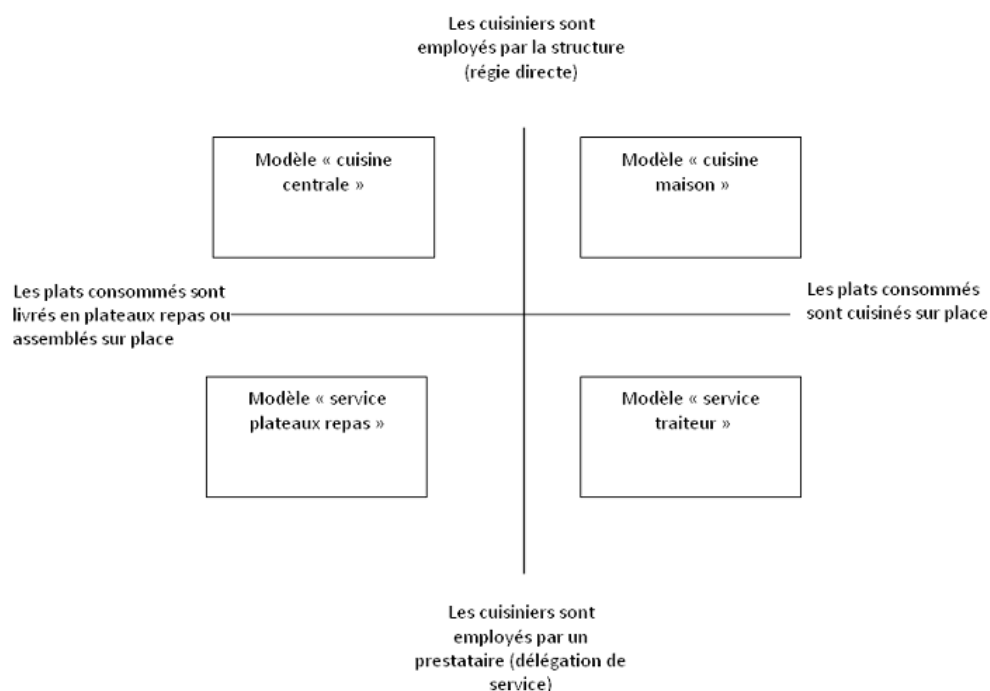 Les cuisiniers sont
employés par la structure
(régie directe)
Modèle « cuisine
centrale »
Modèle « cuisine
maison »
Les plats consommés sont
livrés en plateaux repas ou
assemblés sur place
Les plats consommés
sont cuisinés sur place
Modèle « service
plateaux repas »
Modèle « service
traiteur »
Les cuisiniers sont
employés par un
prestataire (délégation de
service)